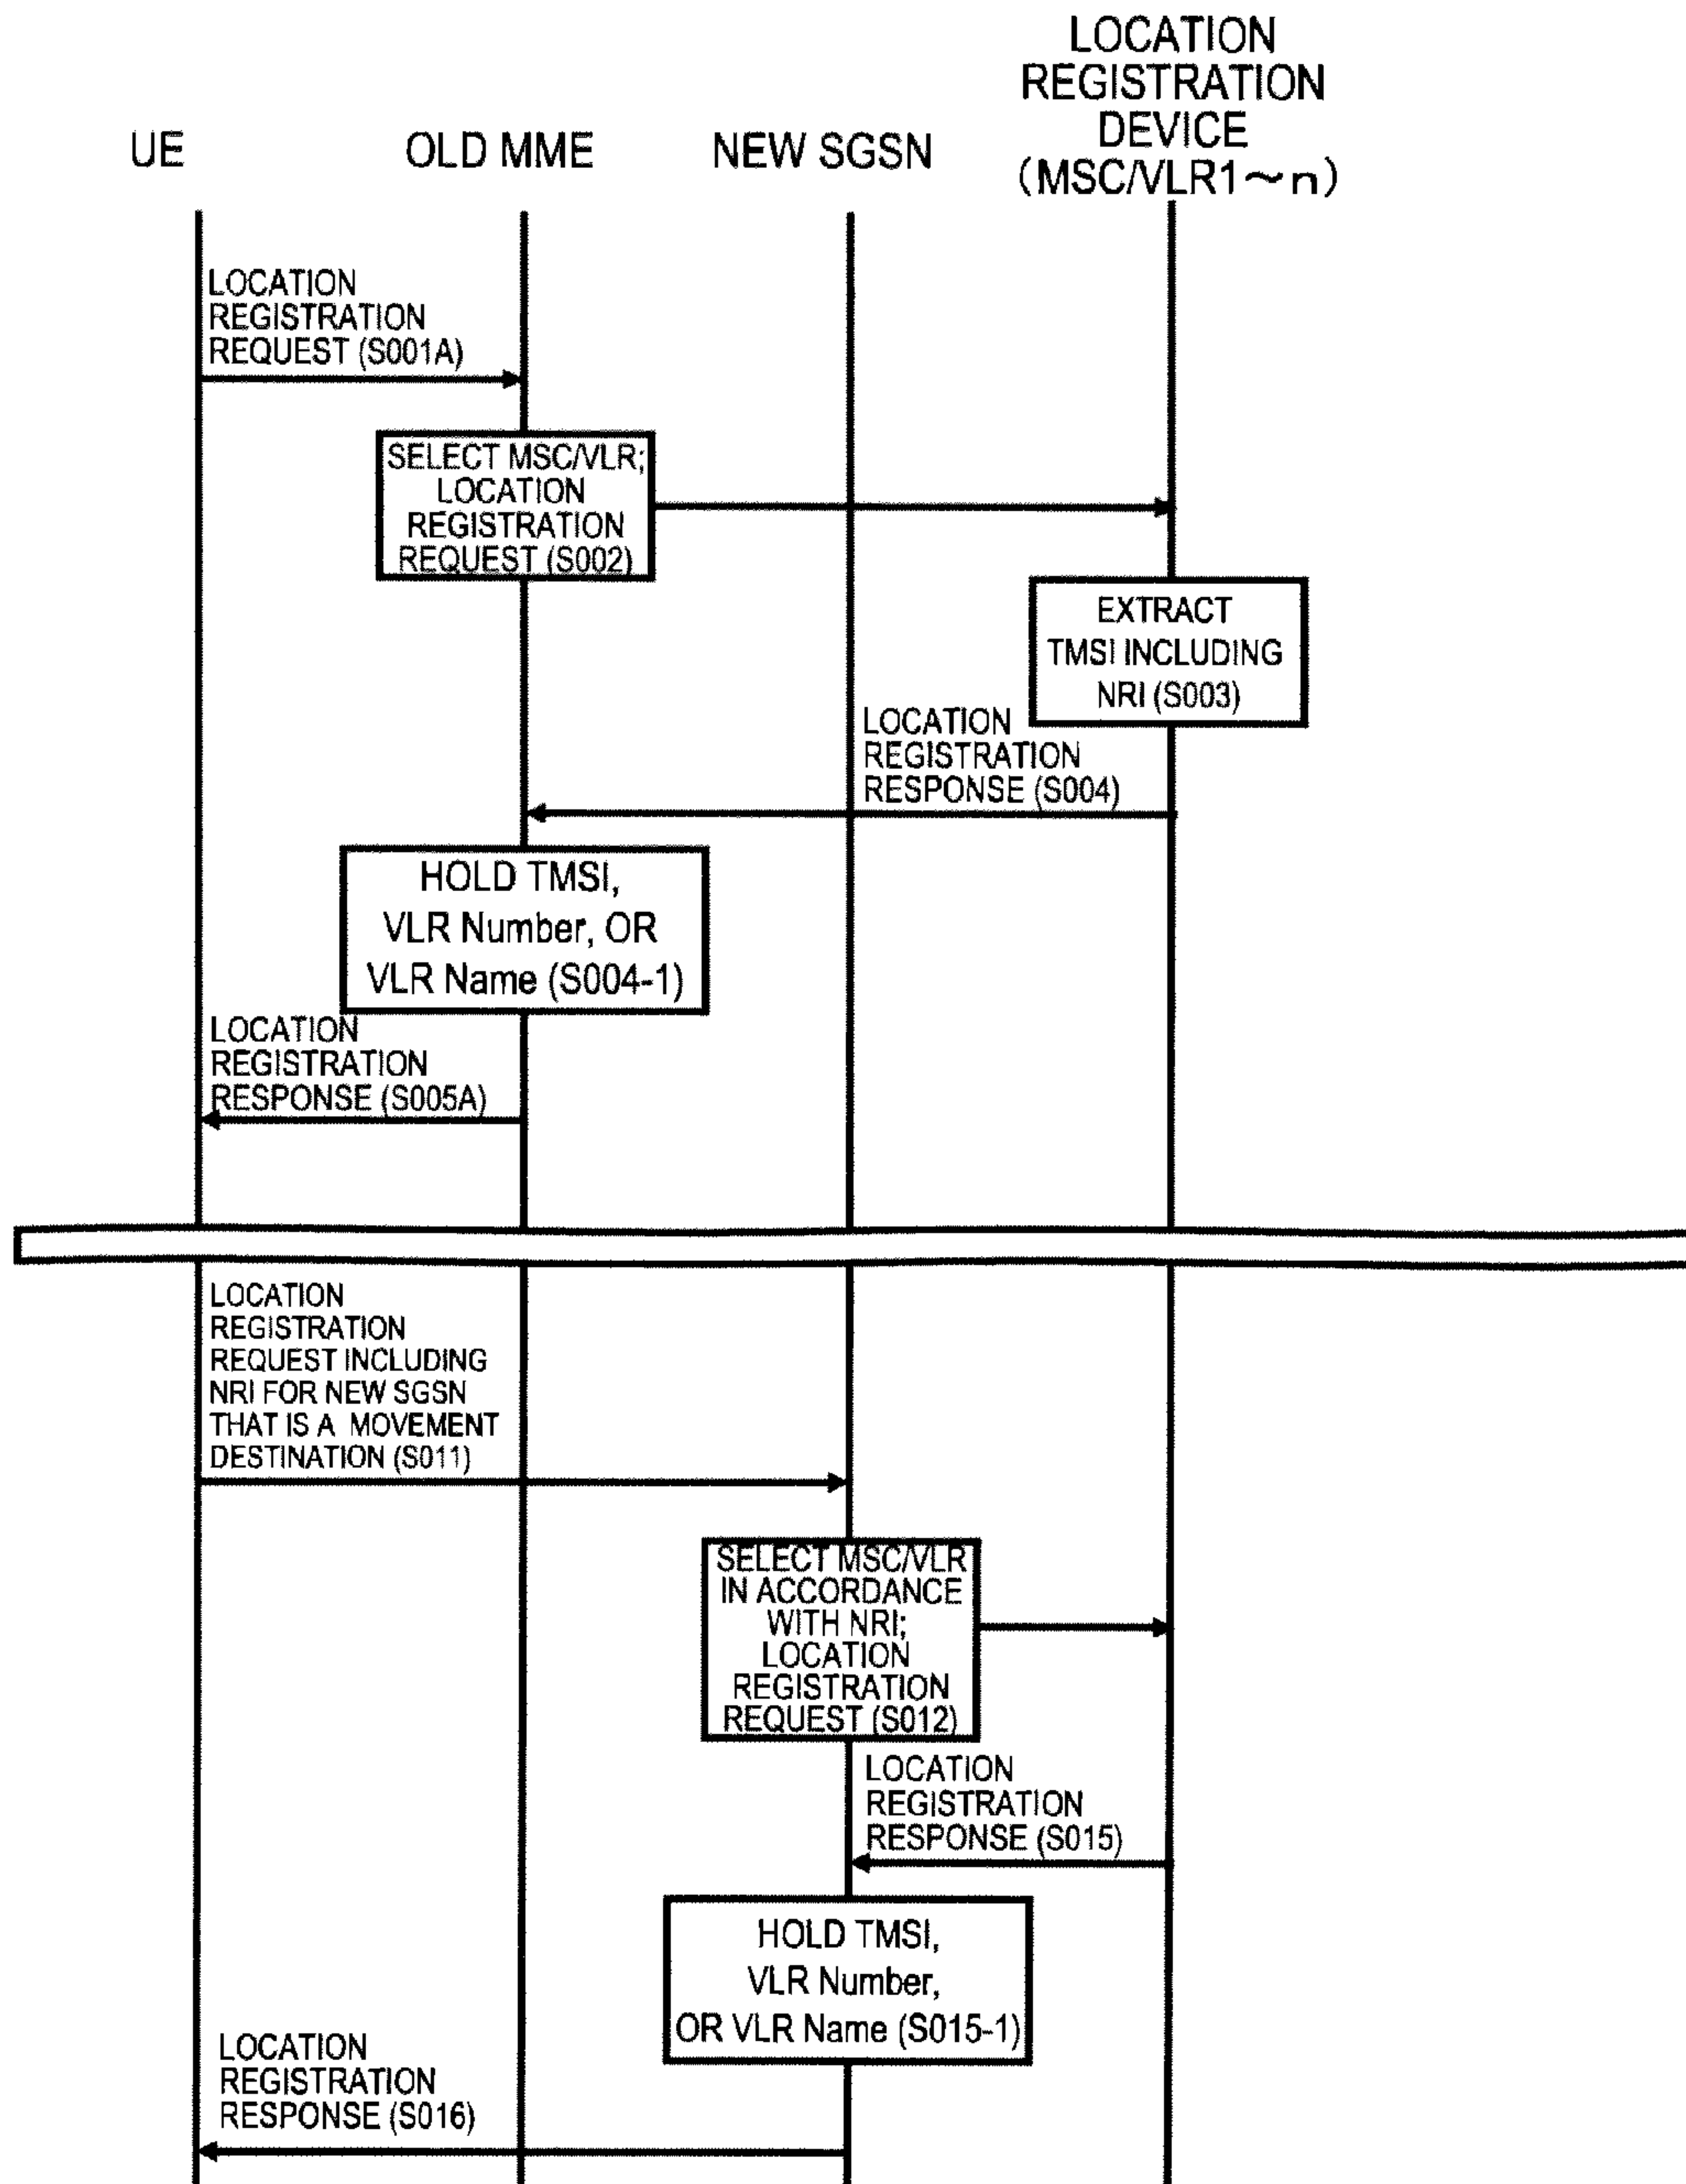 UE
OLD MME
NEW SGSN
LOCATION
REGISTRATION
DEVICE
(MSC/VLR1～n)
LOCATION
REGISTRATION
REQUEST (S001A)
SELECT MSC/VLR;
LOCATION
REGISTRATION
REQUEST (S002)
EXTRACT
TMSI INCLUDING
NRI (S003)
LOCATION
REGISTRATION
RESPONSE (S004)
HOLD TMSI,
VLR Number, OR
VLR Name (S004-1)
LOCATION
REGISTRATION
RESPONSE (S005A)
LOCATION
REGISTRATION
REQUEST INCLUDING
NRI FOR NEW SGSN
THAT IS A MOVEMENT
DESTINATION (S011)
SELECT MSC/VLR
IN ACCORDANCE
WITH NRI;
LOCATION
REGISTRATION
REQUEST (S012)
LOCATION
REGISTRATION
RESPONSE (S015)
HOLD TMSI,
VLR Number,
OR VLR Name (S015-1)
LOCATION
REGISTRATION
RESPONSE (S016)